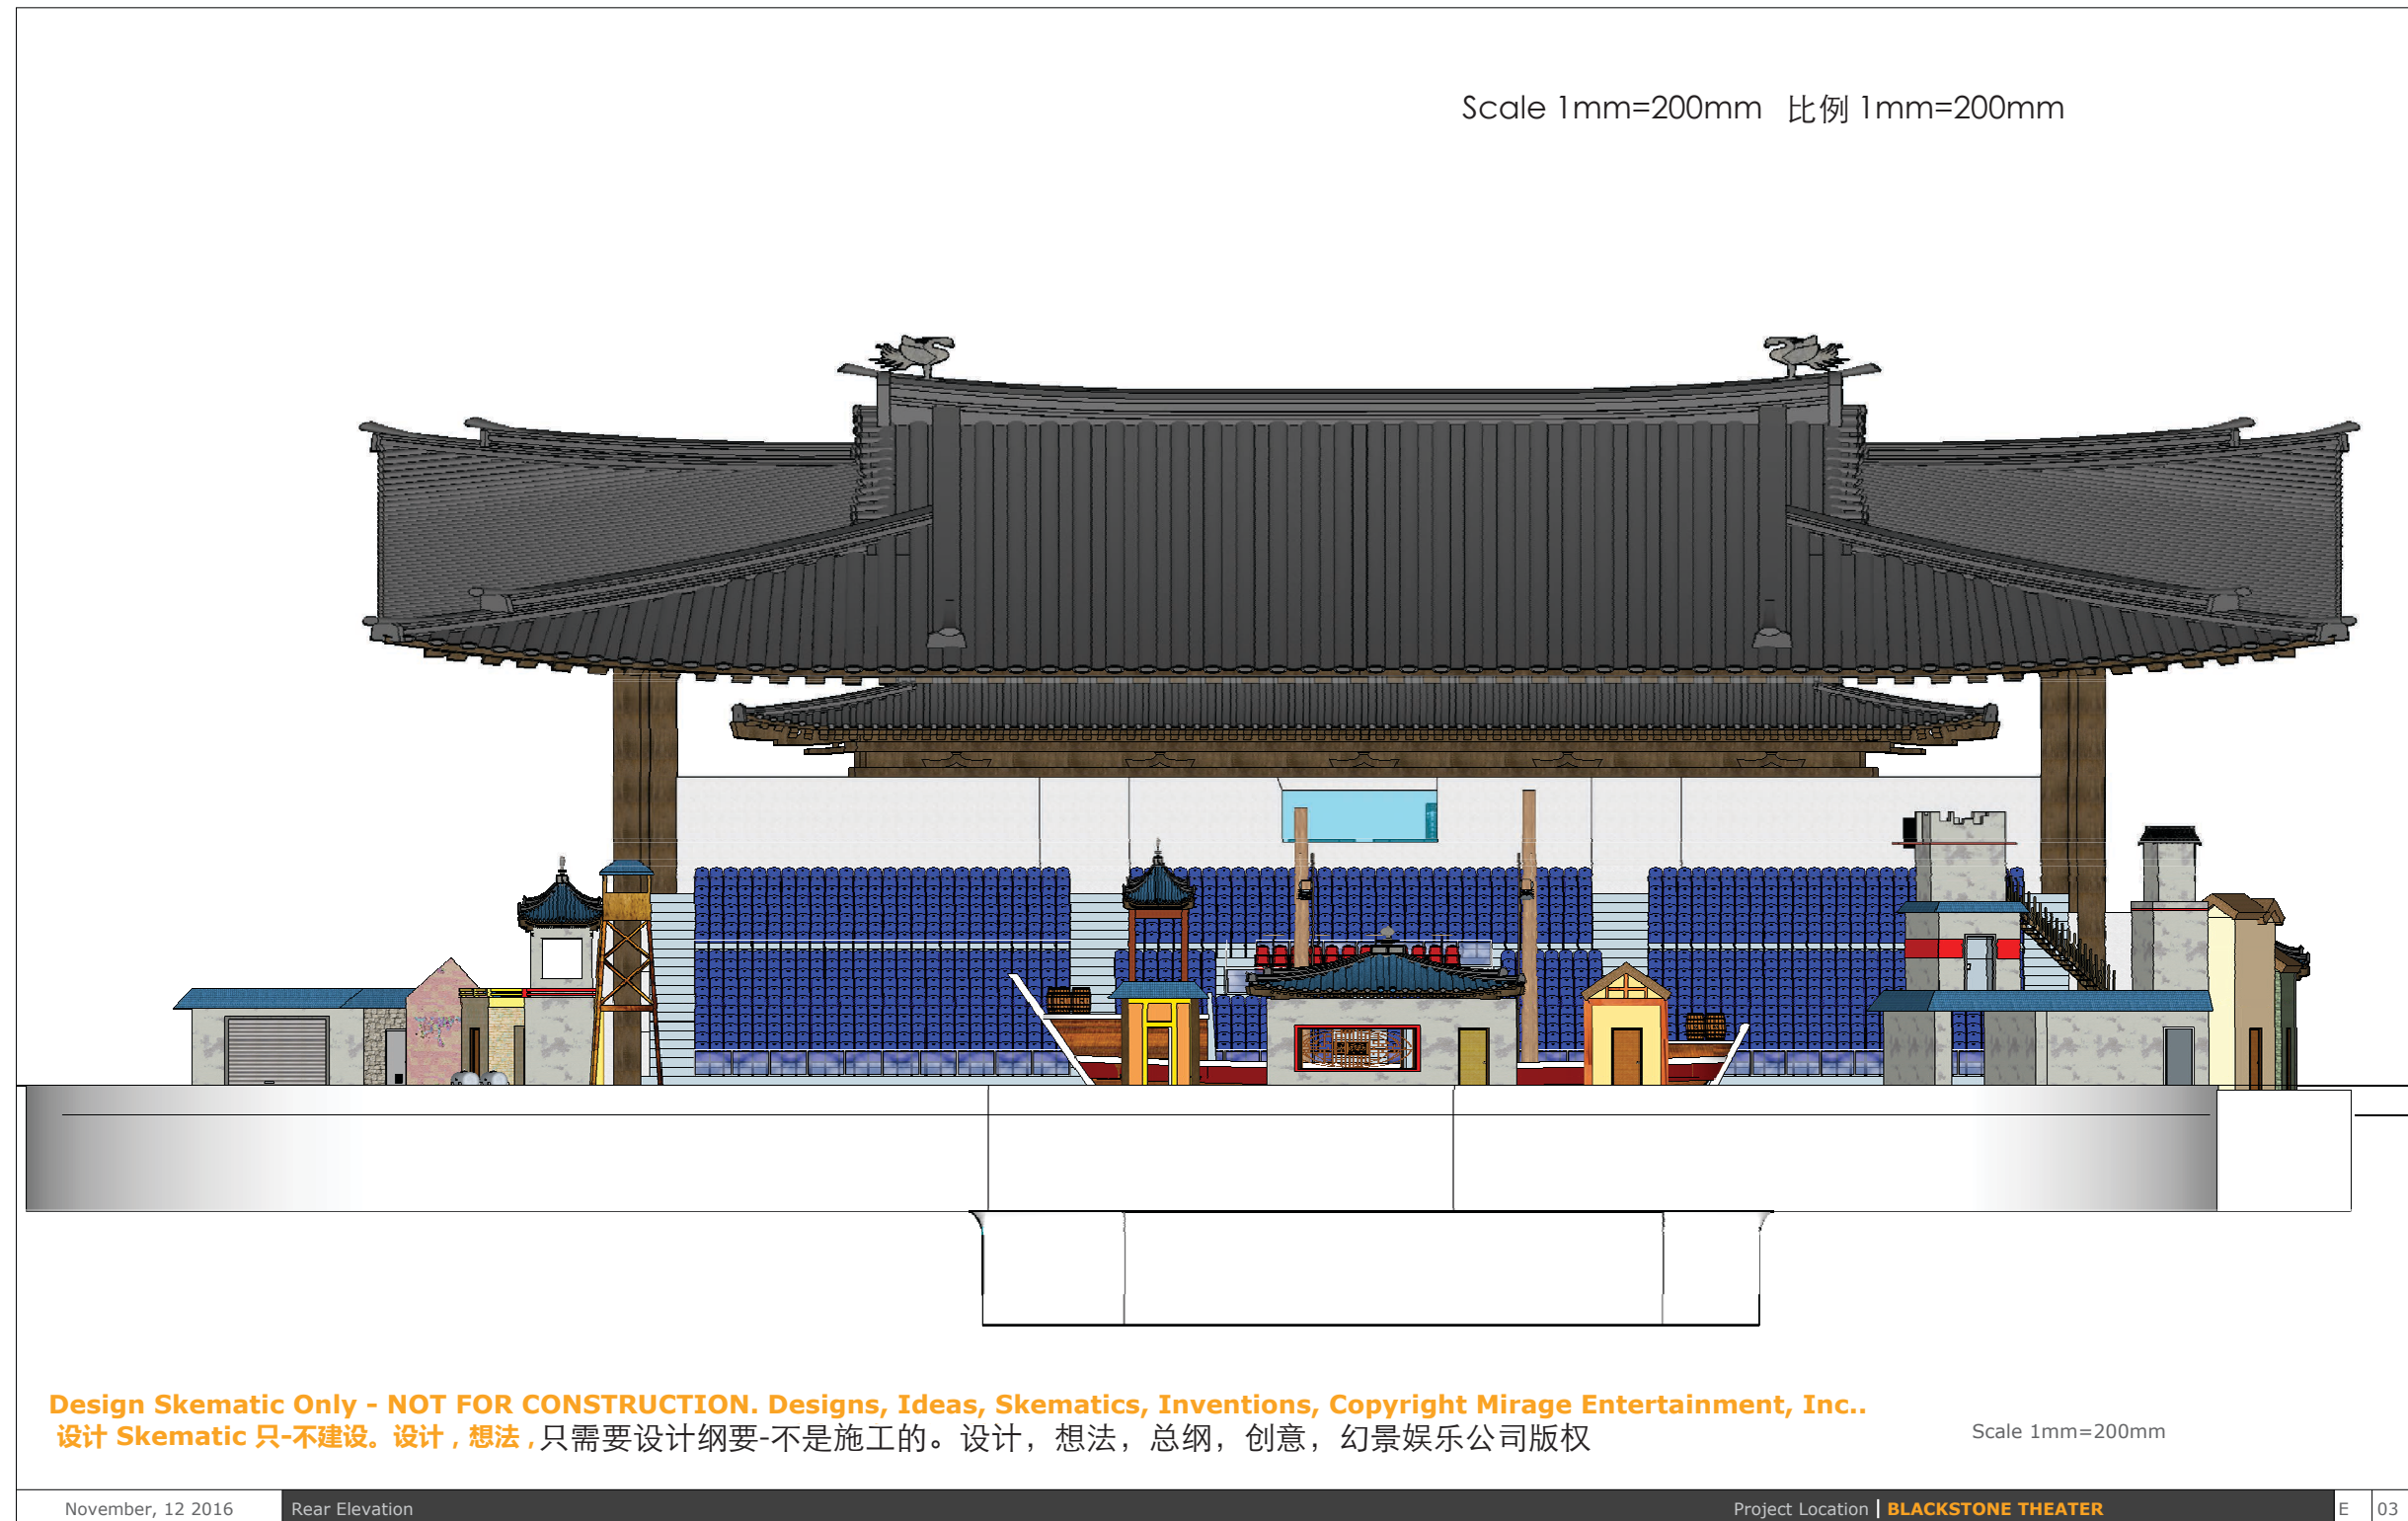 Scale 1mm=200mm 比例 1mm=200mm
Design Skematic Only - NOT FOR CONSTRUCTION. Designs, Ideas, Skematics, Inventions, Copyright Mirage Entertainment, Inc..
设计 Skematic 只-不建设。设计，想法，只需要设计纲要-不是施工的。设计，想法，总纲，创意，幻景娱乐公司版权
Scale 1mm=200mm
November, 12 2016
Rear Elevation
Project Location | BLACKSTONE THEATER
E 03